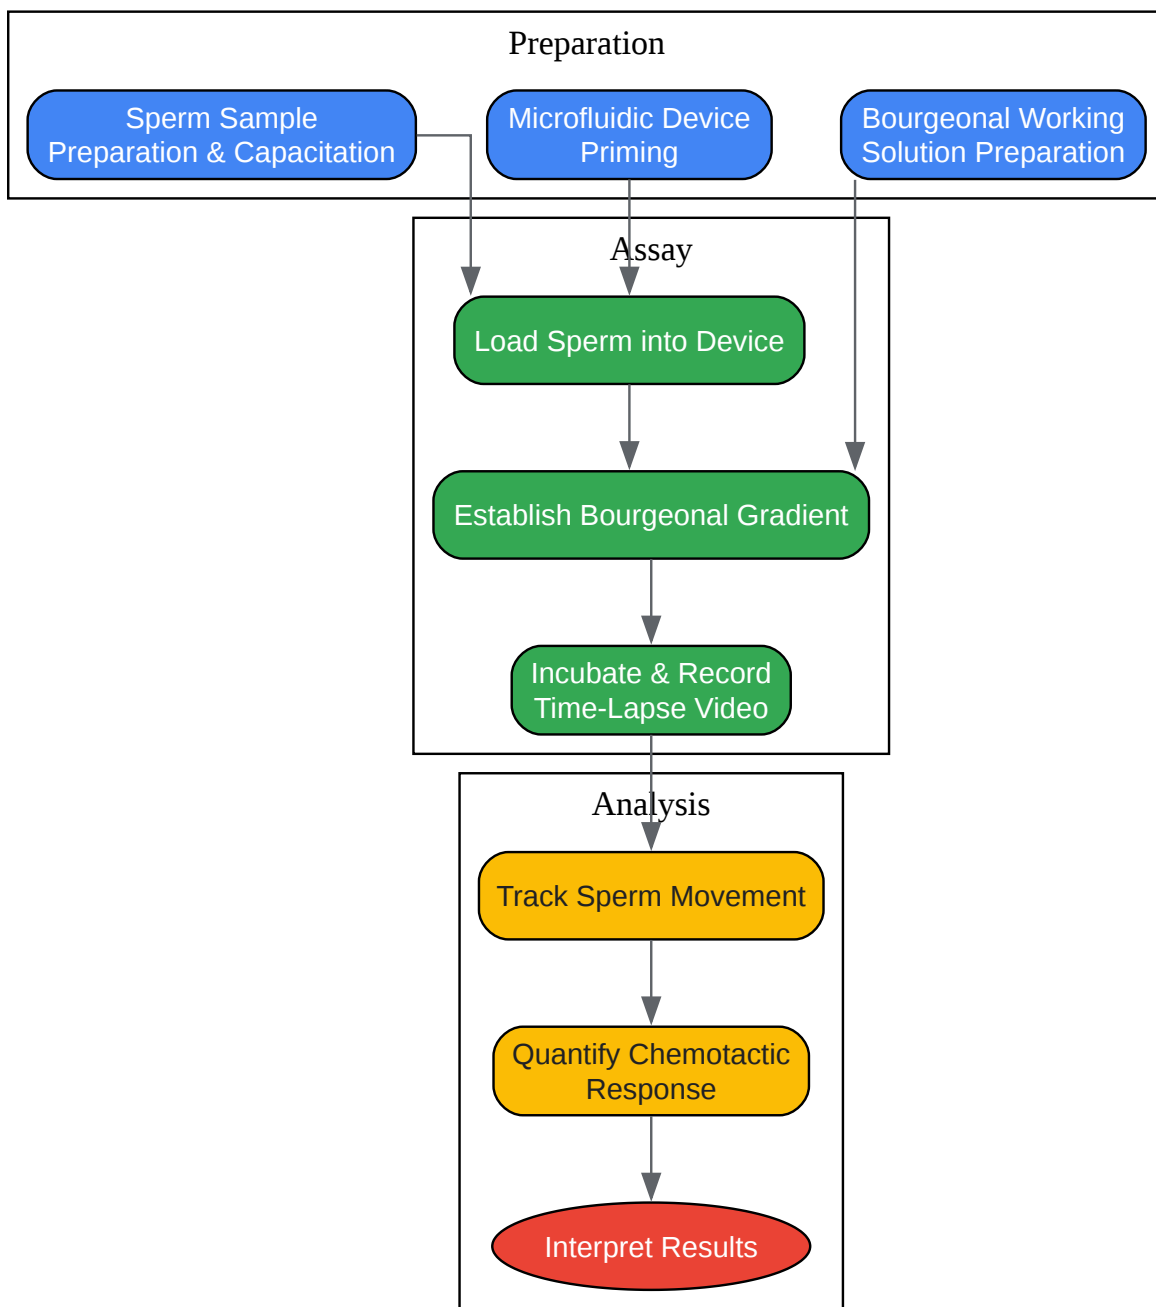 Preparation
Sperm Sample
Preparation & Capacitation
Microfluidic Device
Priming
Bourgeonal Working
Solution Preparation
Assay
Load Sperm into Device
Establish Bourgeonal Gradient
Incubate & Record
Time-Lapse Video
Analysis
Track Sperm Movement
Quantify Chemotactic
Response
Interpret Results